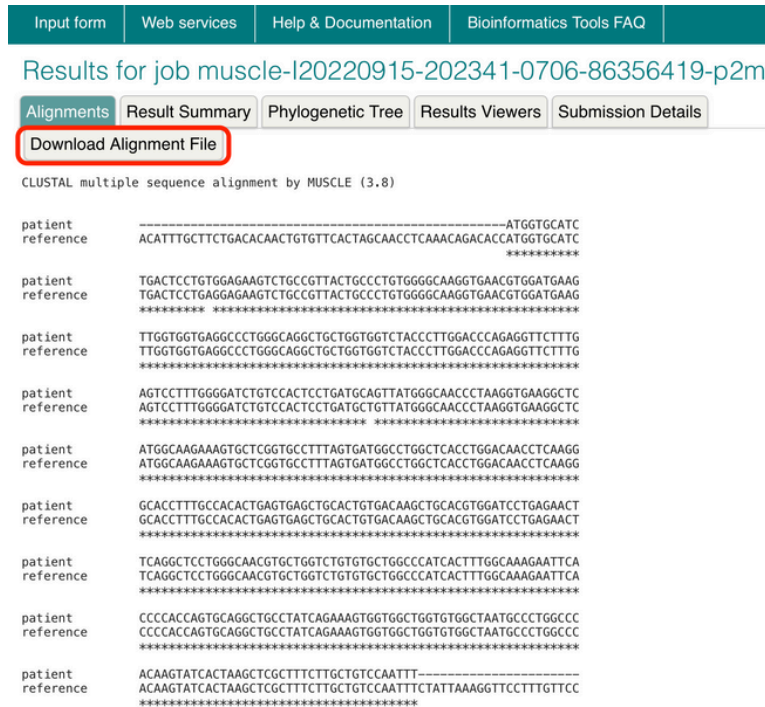 Input form Web services Help & Documentation Bioinformatics Tools FAQ
Results for job muscle-I20220915-202341-0706-86356419-p2m
Alignments Result Summary Phylogenetic Tree Results Viewers Submission Details
Download Alignment File
CLUSTAL multiple sequence alignment by MUSCLE (3.8)
patient --------------------------------------------------ATGGTGCATC
reference ACATTTGCTTCTGACACAACTGTGTTCACTAGCAACCTCAAACAGACACCATGGTGCATC
**********
patient TGACTCCTGTGGAGAAGTCTGCCGTTACTGCCCTGTGGGGCAAGGTGAACGTGGATGAAG
reference TGACTCCTGAGGAGAAGTCTGCCGTTACTGCCCTGTGGGGCAAGGTGAACGTGGATGAAG
********* **************************************************
patient TTGGTGGTGAGGCCCTGGGCAGGCTGCTGGTGGTCTACCCTTGGACCCAGAGGTTCTTTG
reference TTGGTGGTGAGGCCCTGGGCAGGCTGCTGGTGGTCTACCCTTGGACCCAGAGGTTCTTTG
************************************************************
patient AGTCCTTTGGGGATCTGTCCACTCCTGATGCAGTTATGGGCAACCCTAAGGTGAAGGCTC
reference AGTCCTTTGGGGATCTGTCCACTCCTGATGCTGTTATGGGCAACCCTAAGGTGAAGGCTC
******************************* ****************************
patient ATGGCAAGAAAGTGCTCGGTGCCTTTAGTGATGGCCTGGCTCACCTGGACAACCTCAAGG
reference ATGGCAAGAAAGTGCTCGGTGCCTTTAGTGATGGCCTGGCTCACCTGGACAACCTCAAGG
************************************************************
patient GCACCTTTGCCACACTGAGTGAGCTGCACTGTGACAAGCTGCACGTGGATCCTGAGAACT
reference GCACCTTTGCCACACTGAGTGAGCTGCACTGTGACAAGCTGCACGTGGATCCTGAGAACT
************************************************************
patient TCAGGCTCCTGGGCAACGTGCTGGTCTGTGTGCTGGCCCATCACTTTGGCAAAGAATTCA
reference TCAGGCTCCTGGGCAACGTGCTGGTCTGTGTGCTGGCCCATCACTTTGGCAAAGAATTCA
************************************************************
patient CCCCACCAGTGCAGGCTGCCTATCAGAAAGTGGTGGCTGGTGTGGCTAATGCCCTGGCCC
reference CCCCACCAGTGCAGGCTGCCTATCAGAAAGTGGTGGCTGGTGTGGCTAATGCCCTGGCCC
************************************************************
patient ACAAGTATCACTAAGCTCGCTTTCTTGCTGTCCAATTT----------------------
reference ACAAGTATCACTAAGCTCGCTTTCTTGCTGTCCAATTTCTATTAAAGGTTCCTTTGTTCC
**************************************